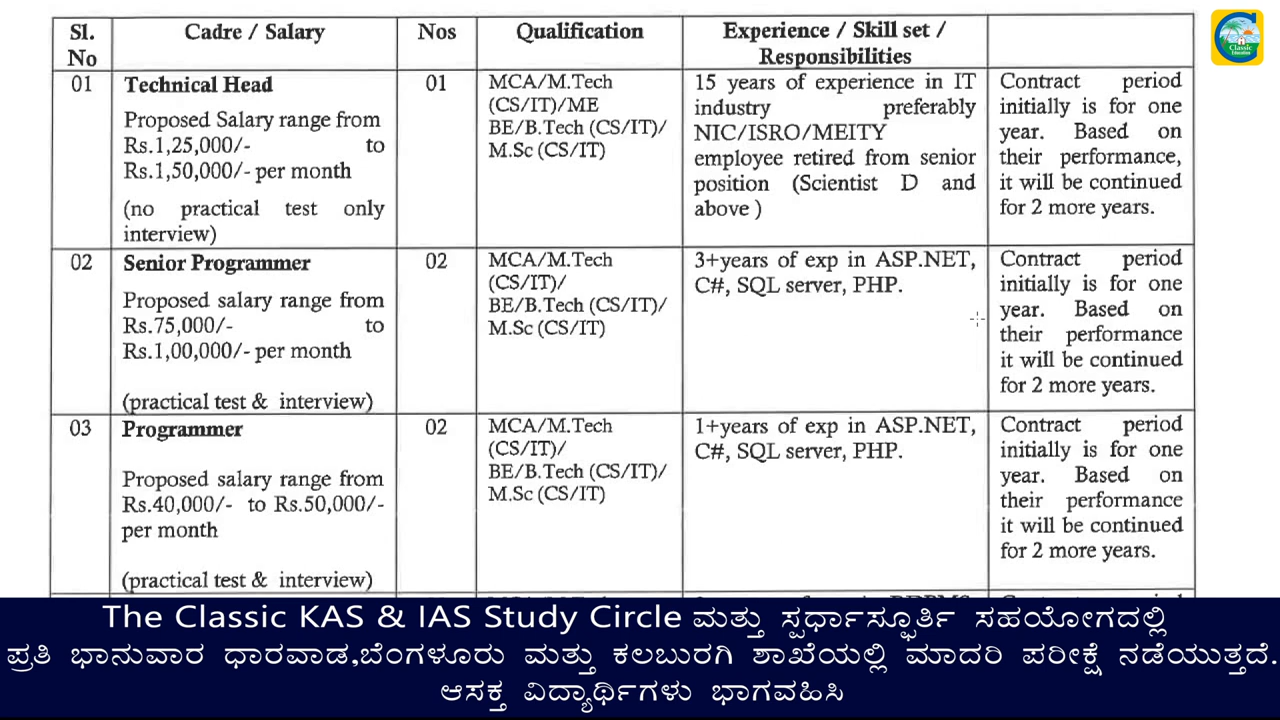 Sl. No
Cadre / Salary
Nos
Qualification
Experience / Skill set / Responsibilities
01
Technical Head
Proposed Salary range from
Rs.1,25,000/- to
Rs.1,50,000/- per month
(no practical test only
interview)
01
MCA/M.Tech
(CS/IT)/ME
BE/B.Tech (CS/IT)/
M.Sc (CS/IT)
15 years of experience in IT
industry preferably
NIC/ISRO/MEITY
employee retired from senior
position (Scientist D and
above )
Contract period
initially is for one
year. Based on
their performance,
it will be continued
for 2 more years.
02
Senior Programmer
Proposed salary range from
Rs.75,000/- to
Rs.1,00,000/- per month
(practical test & interview)
02
MCA/M.Tech
(CS/IT)/
BE/B.Tech (CS/IT)/
M.Sc (CS/IT)
3+years of exp in ASP.NET,
C#, SQL server, PHP.
Contract period
initially is for one
year. Based on
their performance
it will be continued
for 2 more years.
03
Programmer
Proposed salary range from
Rs.40,000/- to Rs.50,000/-
per month
(practical test & interview)
02
MCA/M.Tech
(CS/IT)/
BE/B.Tech (CS/IT)/
M.Sc (CS/IT)
1+years of exp in ASP.NET,
C#, SQL server, PHP.
Contract period
initially is for one
year. Based on
their performance
it will be continued
for 2 more years.
Classic
Education
The Classic KAS & IAS Study Circle ಮತ್ತು ಸ್ಪರ್ಧಾಸ್ಫೂರ್ತಿ ಸಹಯೋಗದಲ್ಲಿ
ಪ್ರತಿ ಭಾನುವಾರ ಧಾರವಾಡ,ಬೆಂಗಳೂರು ಮತ್ತು ಕಲಬುರಗಿ ಶಾಖೆಯಲ್ಲಿ ಮಾದರಿ ಪರೀಕ್ಷೆ ನಡೆಯುತ್ತದೆ.
ಆಸಕ್ತ ವಿದ್ಯಾರ್ಥಿಗಳು ಭಾಗವಹಿಸಿ